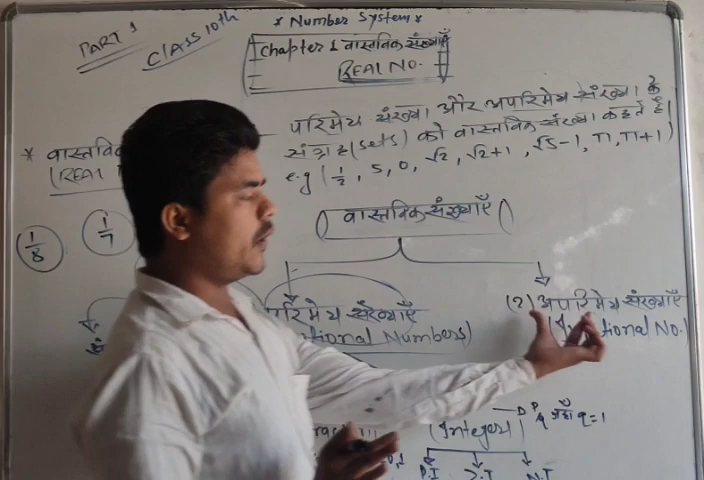 * Number System *
PART 1
CLASS 10th
Chapter 1 वास्तविक संख्याएँ
REAL NO.
परिमेय संख्या और अपरिमेय संख्या के
* वास्तविक
संग्रह (sets) को वास्तविक संख्या कहते हैं
(REAL
e.g (1/2, 5, 0, √2, √2+1, √5-1, π, π+1)
वास्तविक संख्याएँ
1/8
1/7
परिमेय संख्याएँ
(2) अपरिमेय संख्याएँ
tional Numbers)
tional No.)
(Integers)
p/q जहाँ q=1
P.I Z.I N.I